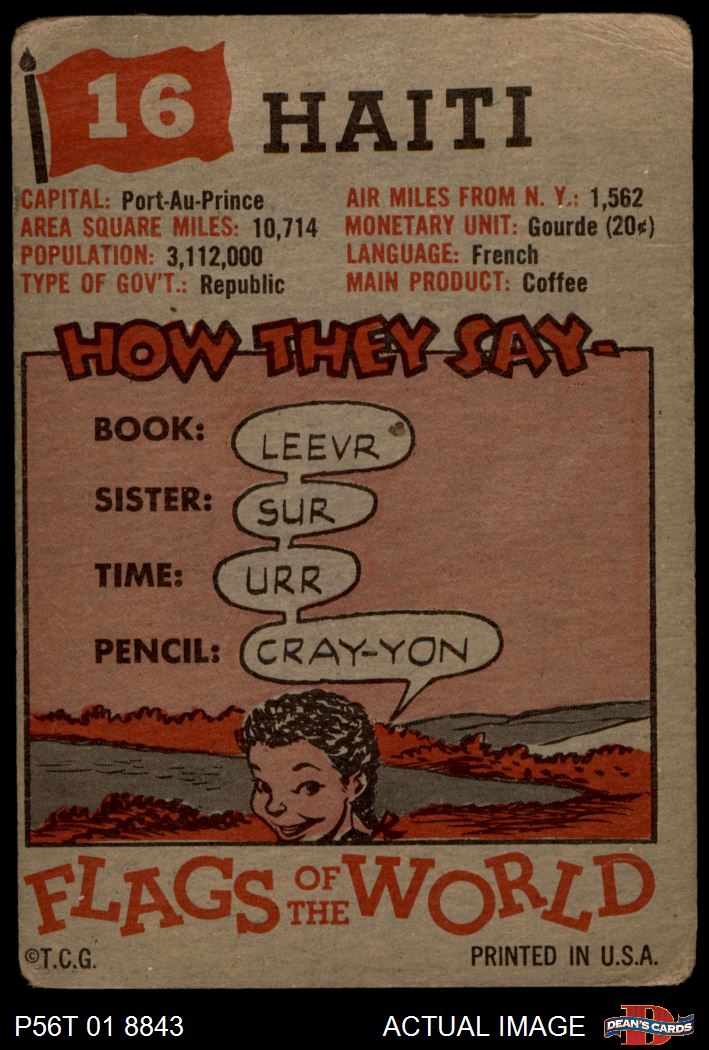 16 HAITI
CAPITAL: Port-Au-Prince
AREA SQUARE MILES: 10,714
POPULATION: 3,112,000
TYPE OF GOV'T.: Republic
AIR MILES FROM N. Y.: 1,562
MONETARY UNIT: Gourde (20¢)
LANGUAGE: French
MAIN PRODUCT: Coffee
HOW THEY SAY-
BOOK: LEEVR
SISTER: SUR
TIME: URR
PENCIL: CRAY-YON
FLAGS OF THE WORLD
©T.C.G. PRINTED IN U.S.A.
P56T 01 8843 ACTUAL IMAGE DEAN'S CARDS